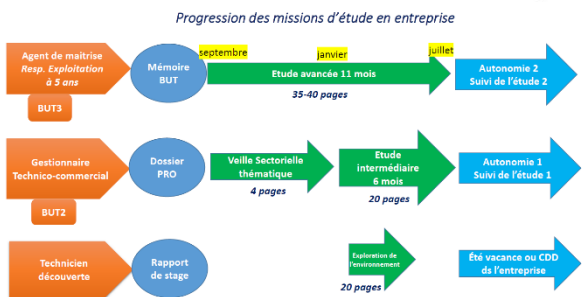 Progression des missions d'étude en entreprise
septembre
janvier
juillet
Agent de maitrise
Resp. Exploitation
à 5 ans
BUT3
Mémoire
BUT
Etude avancée 11 mois
35-40 pages
Autonomie 2
Suivi de l'étude 2
Gestionnaire
Technico-commercial
BUT2
Dossier
PRO
Veille Sectorielle
thématique
4 pages
Etude
intermédiaire
6 mois
20 pages
Autonomie 1
Suivi de l'étude 1
Technicien
découverte
Rapport
de stage
Exploration de
l'environnement
20 pages
Été vacance ou CDD
ds l'entreprise